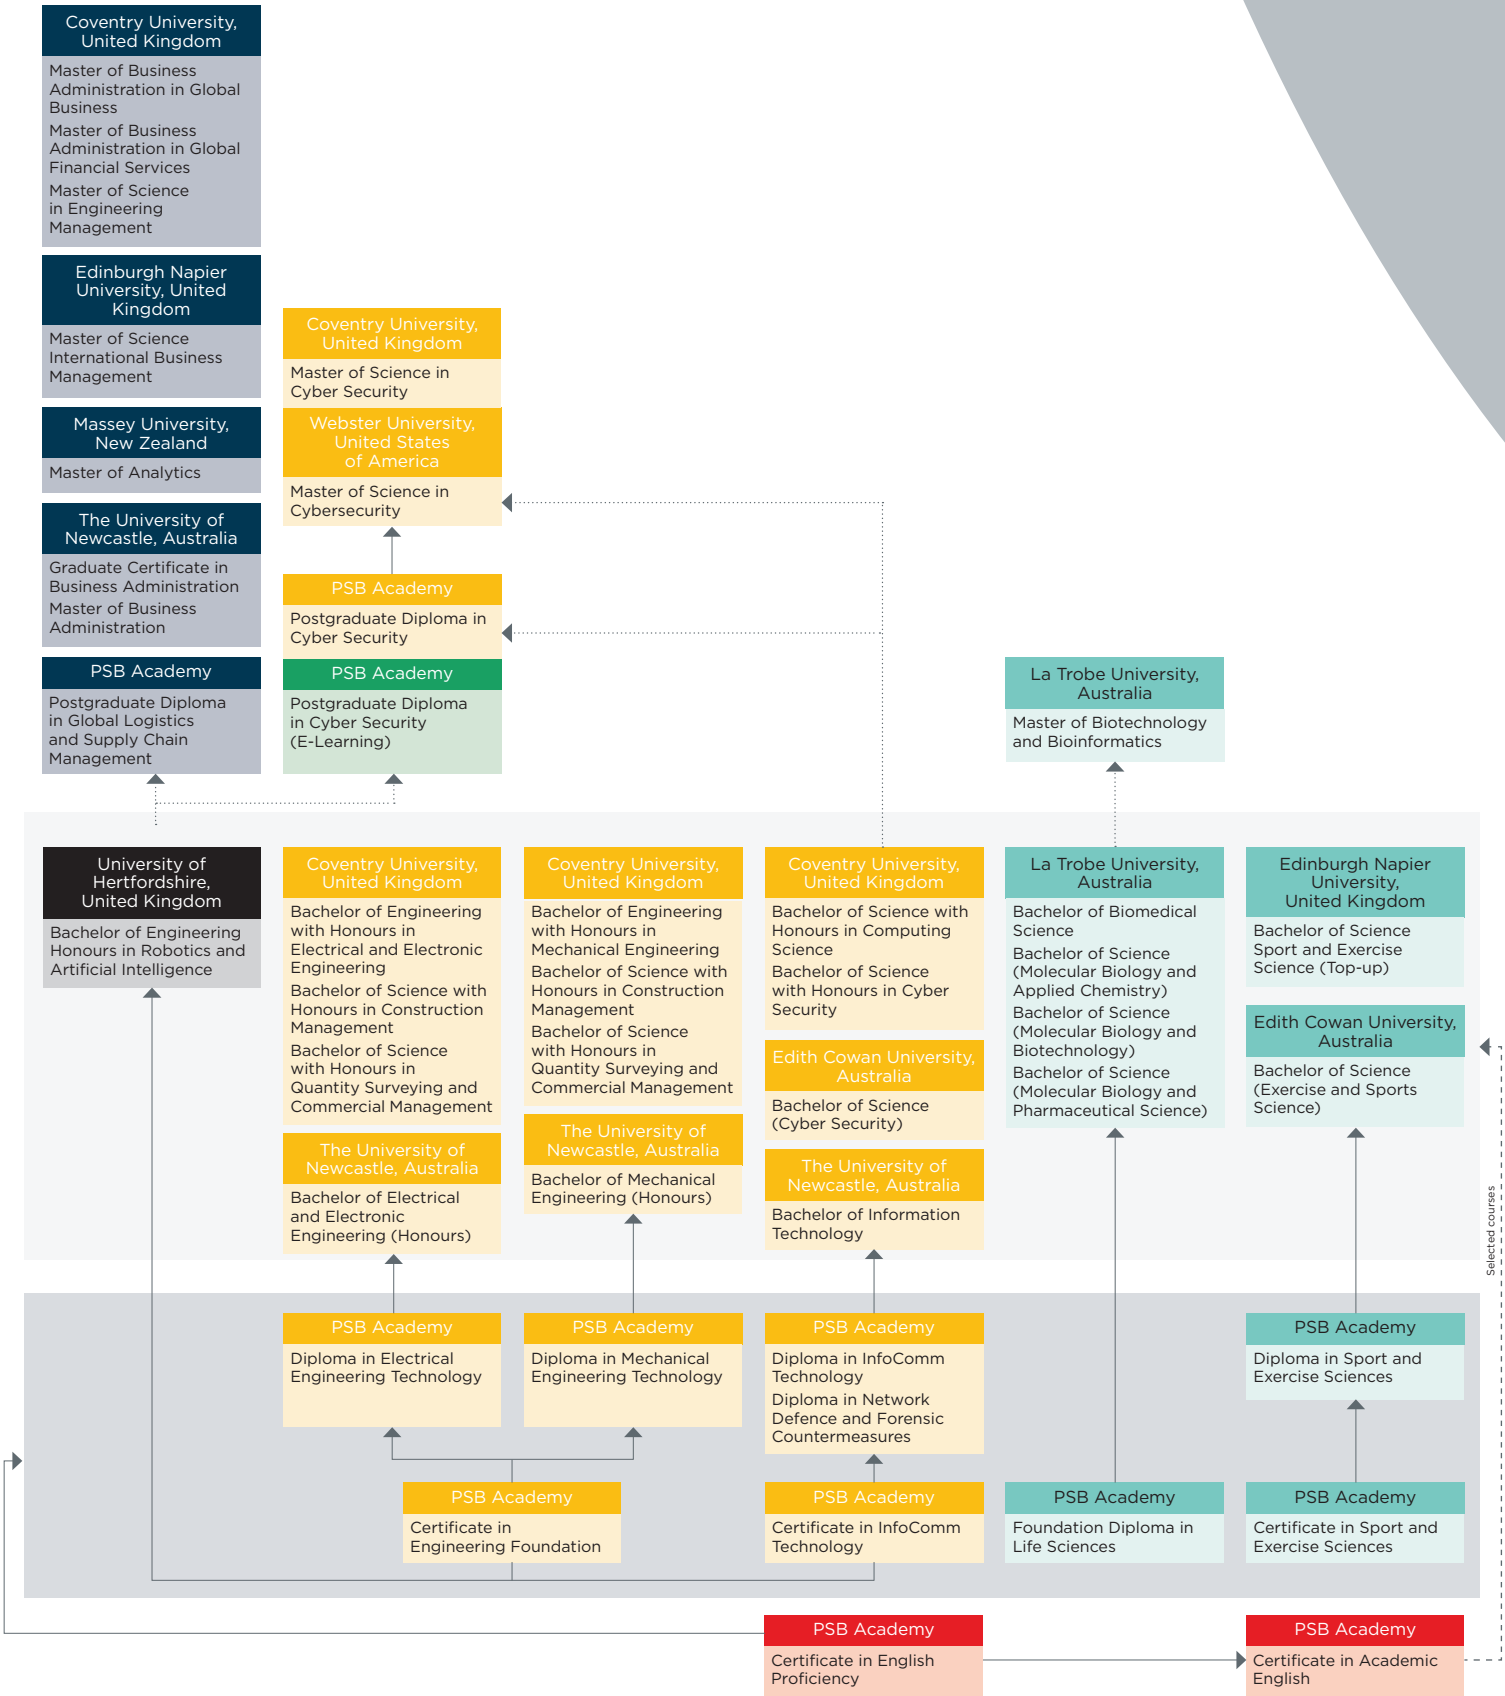 Coventry University,
United Kingdom
Master of Business
Administration in Global
Business
Master of Business
Administration in Global
Financial Services
Master of Science
in Engineering
Management
Edinburgh Napier
University, United
Kingdom
Master of Science
International Business
Management
Massey University,
New Zealand
Master of Analytics
The University of
Newcastle, Australia
Graduate Certificate in
Business Administration
Master of Business
Administration
PSB Academy
Postgraduate Diploma
in Global Logistics
and Supply Chain
Management
Coventry University,
United Kingdom
Master of Science in
Cyber Security
Webster University,
United States
of America
Master of Science in
Cybersecurity
PSB Academy
Postgraduate Diploma in
Cyber Security
PSB Academy
Postgraduate Diploma
in Cyber Security
(E-Learning)
La Trobe University,
Australia
Master of Biotechnology
and Bioinformatics
University of
Hertfordshire,
United Kingdom
Bachelor of Engineering
Honours in Robotics and
Artificial Intelligence
Coventry University,
United Kingdom
Bachelor of Engineering
with Honours in
Electrical and Electronic
Engineering
Bachelor of Science with
Honours in Construction
Management
Bachelor of Science
with Honours in
Quantity Surveying and
Commercial Management
The University of
Newcastle, Australia
Bachelor of Electrical
and Electronic
Engineering (Honours)
Coventry University,
United Kingdom
Bachelor of Engineering
with Honours in
Mechanical Engineering
Bachelor of Science with
Honours in Construction
Management
Bachelor of Science
with Honours in
Quantity Surveying and
Commercial Management
The University of
Newcastle, Australia
Bachelor of Mechanical
Engineering (Honours)
Coventry University,
United Kingdom
Bachelor of Science with
Honours in Computing
Science
Bachelor of Science
with Honours in Cyber
Security
Edith Cowan University,
Australia
Bachelor of Science
(Cyber Security)
The University of
Newcastle, Australia
Bachelor of Information
Technology
La Trobe University,
Australia
Bachelor of Biomedical
Science
Bachelor of Science
(Molecular Biology and
Applied Chemistry)
Bachelor of Science
(Molecular Biology and
Biotechnology)
Bachelor of Science
(Molecular Biology and
Pharmaceutical Science)
Edinburgh Napier
University,
United Kingdom
Bachelor of Science
Sport and Exercise
Science (Top-up)
Edith Cowan University,
Australia
Bachelor of Science
(Exercise and Sports
Science)
Selected courses
PSB Academy
Diploma in Electrical
Engineering Technology
PSB Academy
Diploma in Mechanical
Engineering Technology
PSB Academy
Diploma in InfoComm
Technology
Diploma in Network
Defence and Forensic
Countermeasures
PSB Academy
Diploma in Sport and
Exercise Sciences
PSB Academy
Certificate in
Engineering Foundation
PSB Academy
Certificate in InfoComm
Technology
PSB Academy
Foundation Diploma in
Life Sciences
PSB Academy
Certificate in Sport and
Exercise Sciences
PSB Academy
Certificate in English
Proficiency
PSB Academy
Certificate in Academic
English